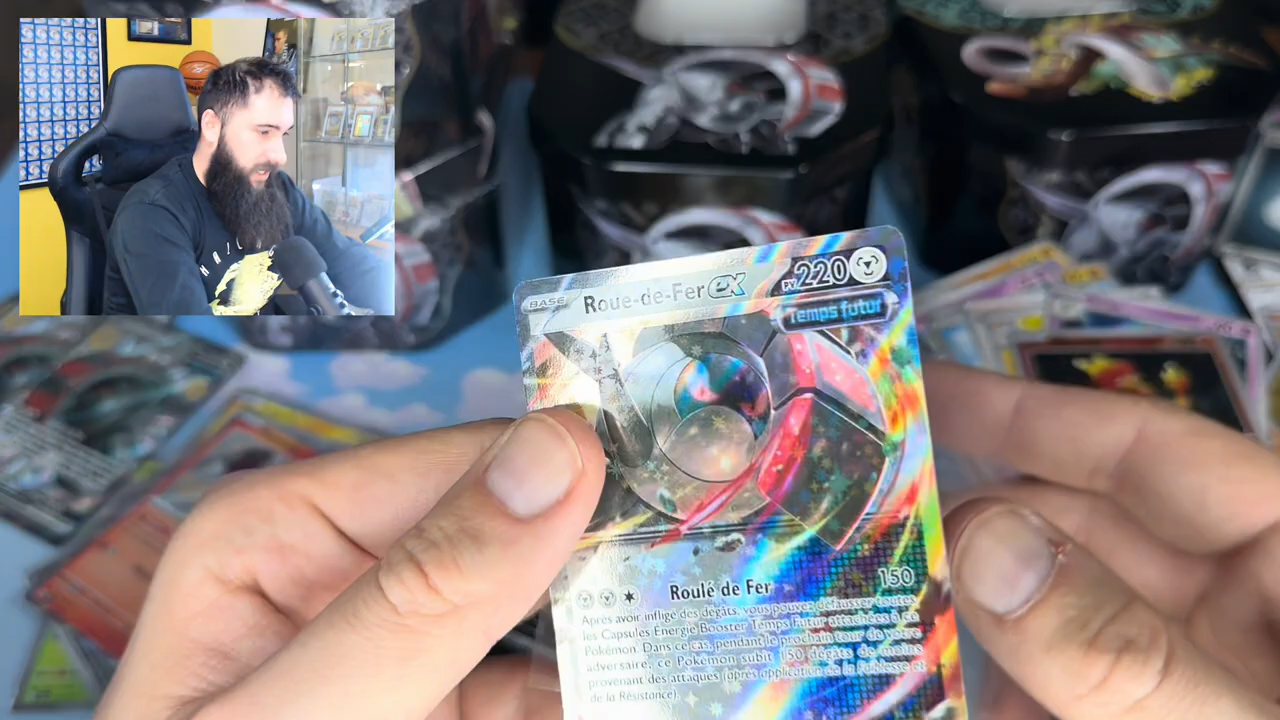 BASE Roue-de-Fer ex PV 220
Temps futur
Roulé de Fer 150
Après avoir infligé des dégâts, vous pouvez défausser toutes
les Capsules Énergie Booster Temps Futur attachées à ce
Pokémon. Dans ce cas, pendant le prochain tour de votre
adversaire, ce Pokémon subit 150 dégâts de moins
provenant des attaques (après application de la Faiblesse et
de la Résistance).